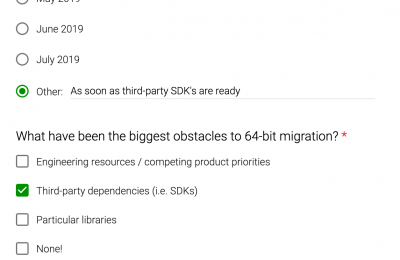 May 2019
June 2019
July 2019
Other: As soon as third-party SDK's are ready
What have been the biggest obstacles to 64-bit migration? *
Engineering resources / competing product priorities
Third-party dependencies (i.e. SDKs)
Particular libraries
None!